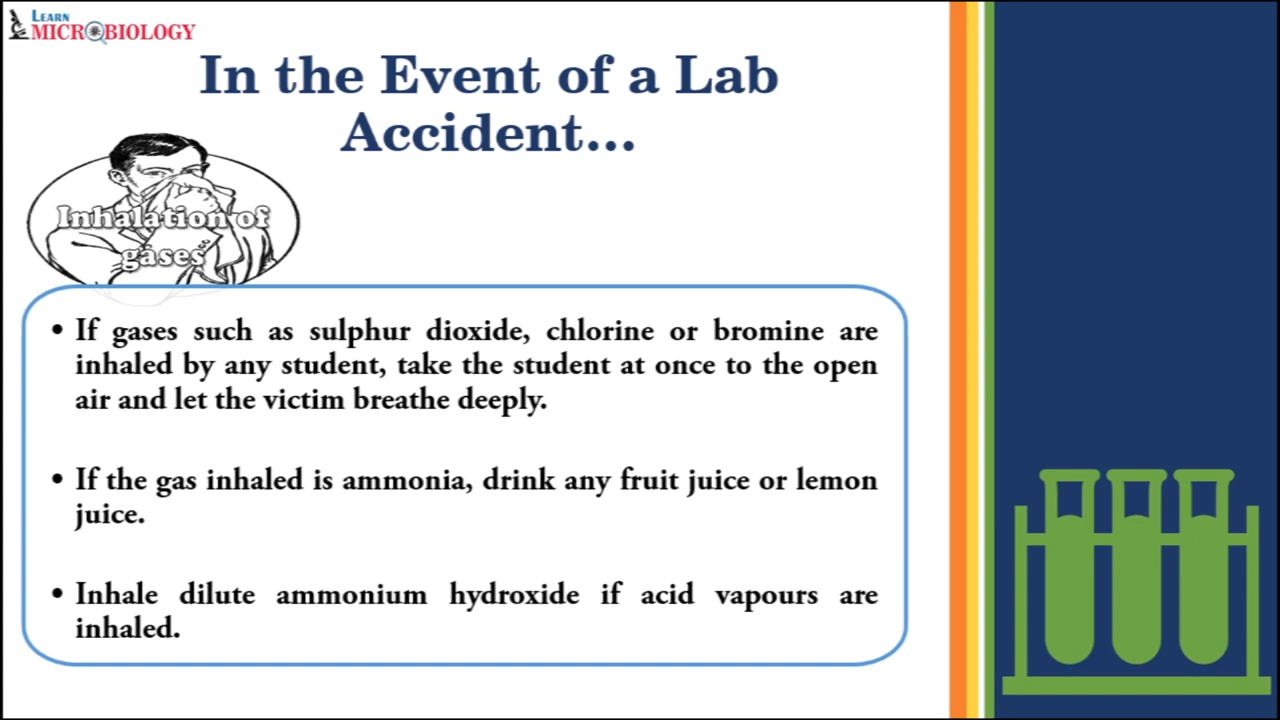 LEARN
MICROBIOLOGY
In the Event of a Lab
Accident...
Inhalation of
gases
• If gases such as sulphur dioxide, chlorine or bromine are
inhaled by any student, take the student at once to the open
air and let the victim breathe deeply.
• If the gas inhaled is ammonia, drink any fruit juice or lemon
juice.
• Inhale dilute ammonium hydroxide if acid vapours are
inhaled.